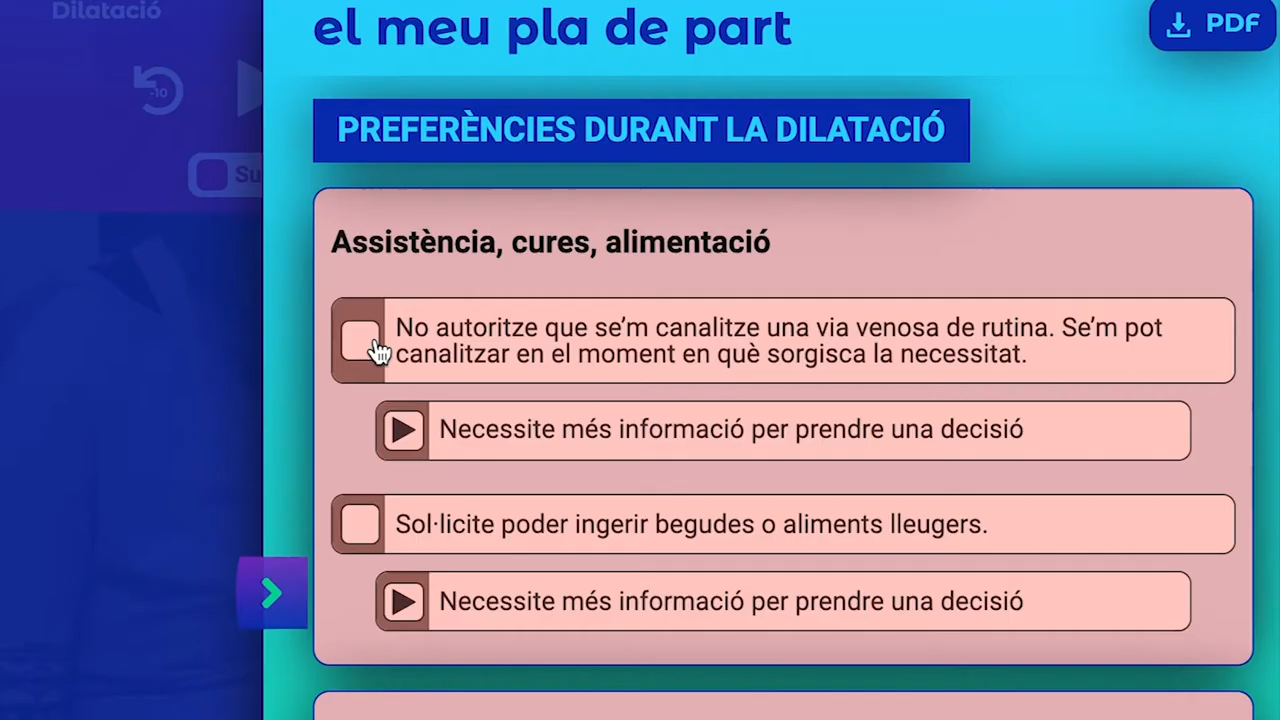 Dilatació
el meu pla de part
PDF
-10
PREFERÈNCIES DURANT LA DILATACIÓ
Su
Assistència, cures, alimentació
No autoritze que se’m canalitze una via venosa de rutina. Se’m pot
canalitzar en el moment en què sorgisca la necessitat.
Necessite més informació per prendre una decisió
Sol·licite poder ingerir begudes o aliments lleugers.
Necessite més informació per prendre una decisió